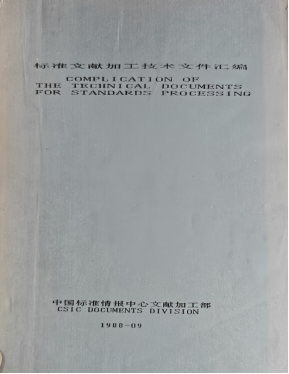 标准文献加工技术文件汇编
COMPLICATION OF
THE TECHNICAL DOCUMENTS
FOR STANDARDS PROCESSING
中国标准情报中心文献加工部
CSIC DOCUMENTS DIVISION
1988-09